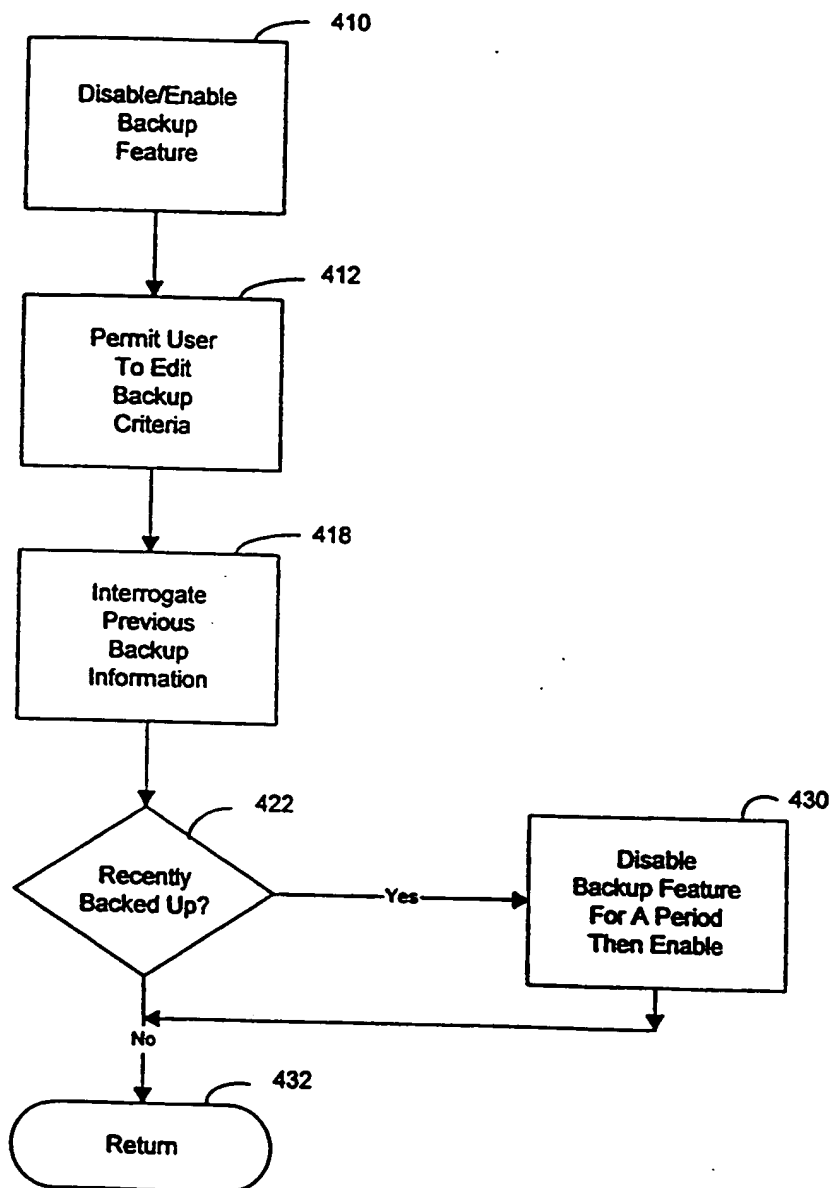 410
Disable/Enable
Backup
Feature
412
Permit User
To Edit
Backup
Criteria
418
Interrogate
Previous
Backup
Information
422
Recently
Backed Up?
Yes
430
Disable
Backup Feature
For A Period
Then Enable
No
432
Return